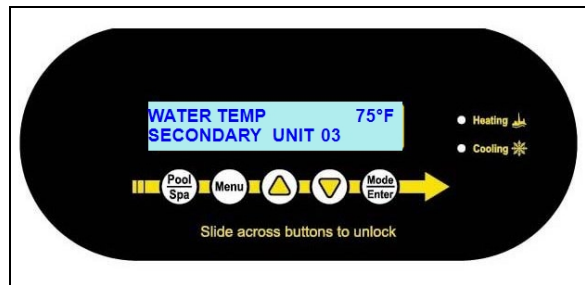 WATER TEMP 75°F
SECONDARY UNIT 03
Heating
Cooling
Pool
Spa
Menu
Mode
Enter
Slide across buttons to unlock